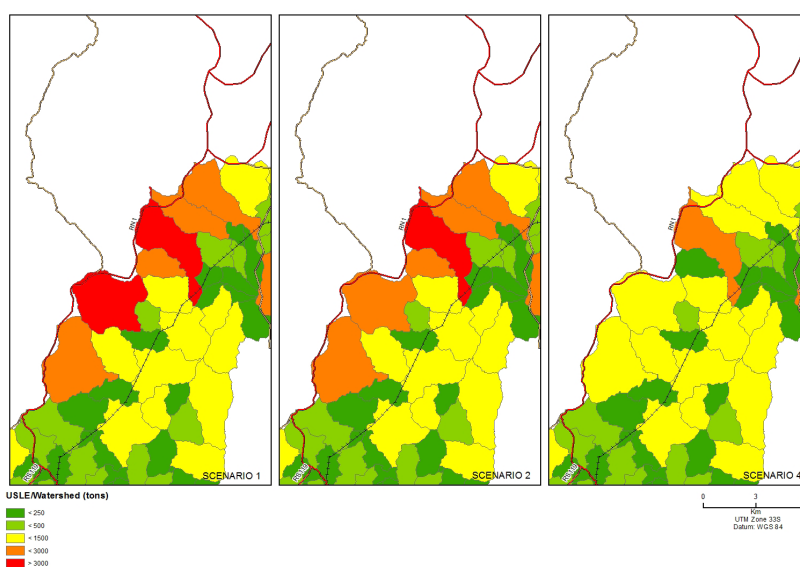 RN1
RN1
RN1
SCENARIO 1
SCENARIO 2
SCENARIO 4
USLE/Watershed (tons)
< 250
< 500
< 1500
< 3000
> 3000
0 3
Km
UTM Zone 33S
Datum: WGS 84